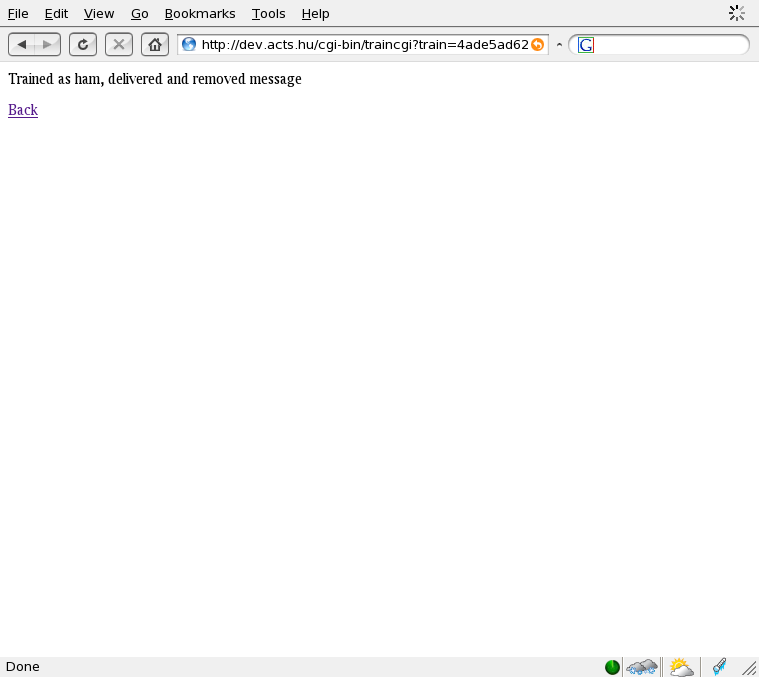 File Edit View Go Bookmarks Tools Help
http://dev.acts.hu/cgi-bin/traincgi?train=4ade5ad62
G
Trained as ham, delivered and removed message
Back
Done